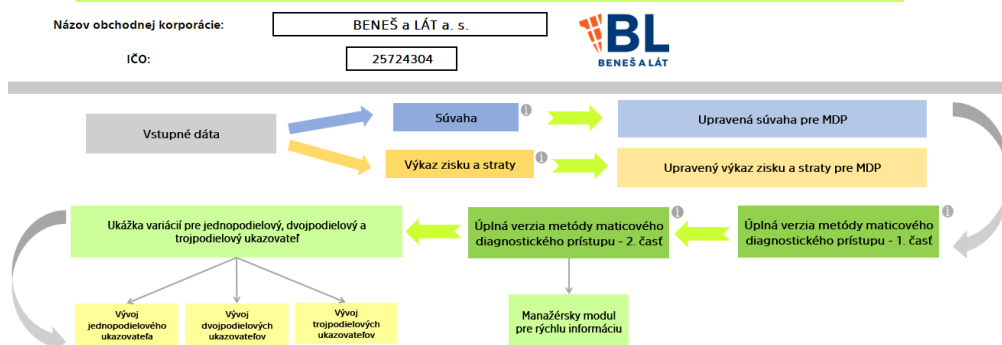 Názov obchodnej korporácie:
BENEŠ a LÁT a. s.
BL
BENEŠ A LÁT
IČO:
25724304
Vstupné dáta
Súvaha
Upravená súvaha pre MDP
Výkaz zisku a straty
Upravený výkaz zisku a straty pre MDP
Ukážka variácií pre jednopodielový, dvojpodielový a
trojpodielový ukazovateľ
Úplná verzia metódy maticového
diagnostického prístupu - 2. časť
Úplná verzia metódy maticového
diagnostického prístupu - 1. časť
Vývoj
jednopodielového
ukazovateľa
Vývoj
dvojpodielových
ukazovateľov
Vývoj
trojpodielových
ukazovateľov
Manažérsky modul
pre rýchlu informáciu